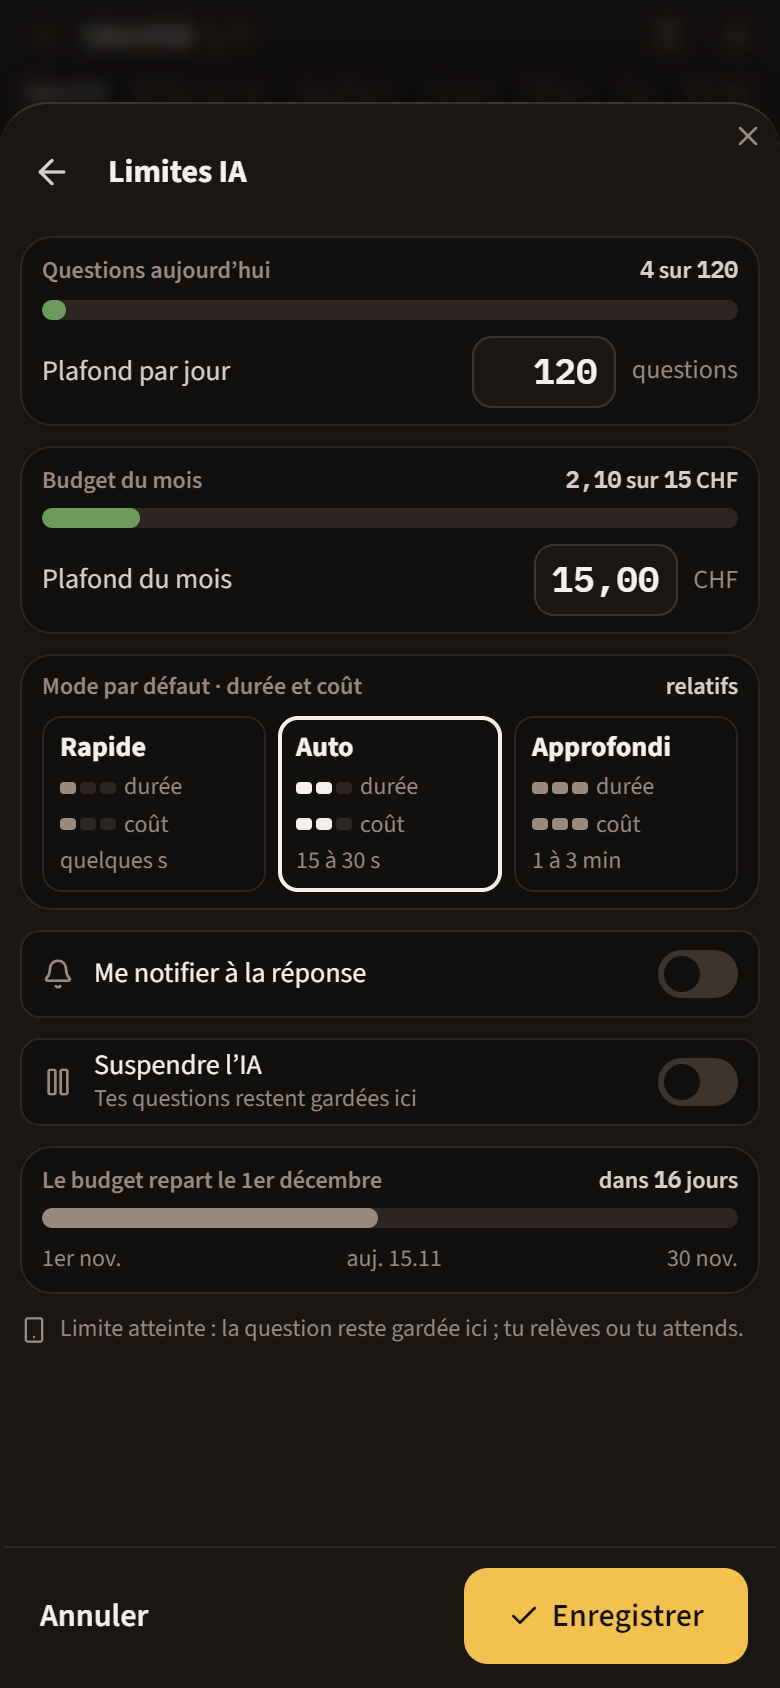 Limites IA
Questions aujourd’hui
4 sur 120
Plafond par jour
120
questions
Budget du mois
2,10 sur 15 CHF
Plafond du mois
15,00
CHF
Mode par défaut · durée et coût
relatifs
Rapide
durée
coût
quelques s
Auto
durée
coût
15 à 30 s
Approfondi
durée
coût
1 à 3 min
Me notifier à la réponse
Suspendre l’IA
Tes questions restent gardées ici
Le budget repart le 1er décembre
dans 16 jours
1er nov.
auj. 15.11
30 nov.
Limite atteinte : la question reste gardée ici ; tu relèves ou tu attends.
Annuler
Enregistrer